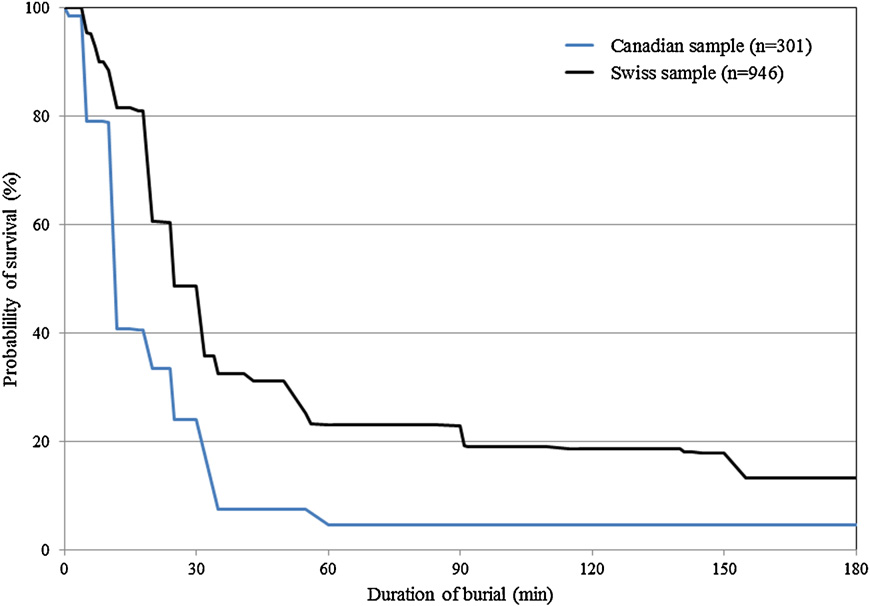 100
80
60
40
20
0
Probablility of survival (%)
Canadian sample (n=301)
Swiss sample (n=946)
0 30 60 90 120 150 180
Duration of burial (min)